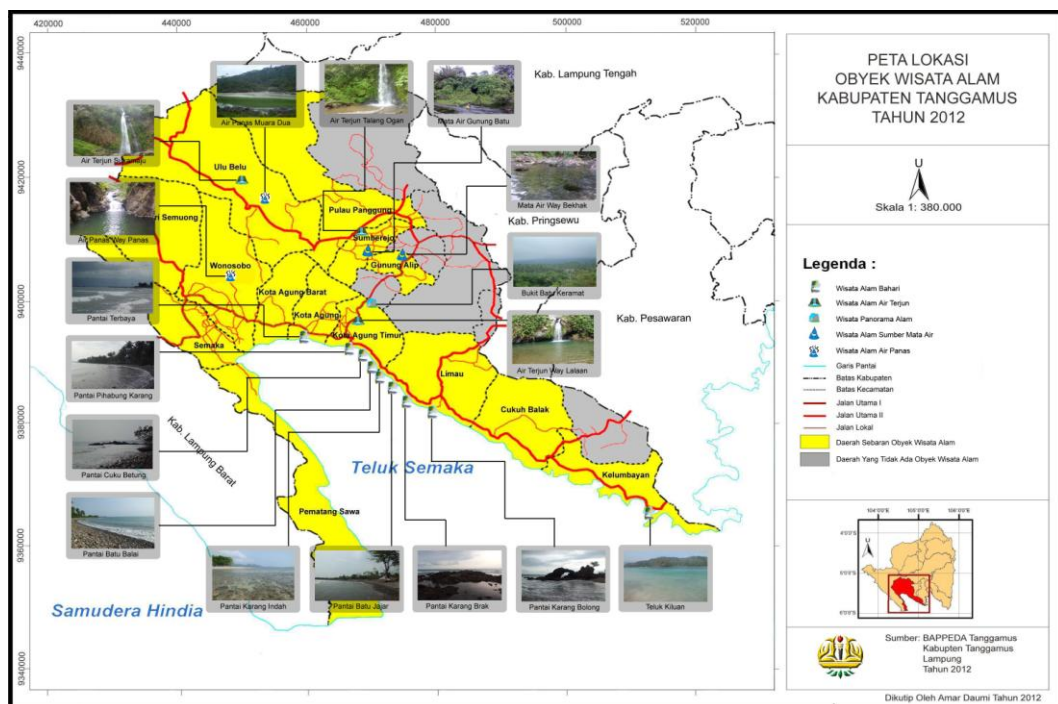 420000
440000
460000
480000
500000
520000
9440000
9420000
9400000
9380000
9360000
9340000
Kab. Lampung Tengah
Air Panas Muara Dua
Air Terjun Talang Ogan
Mata Air Gunung Batu
Air Terjun Sukamaju
Mata Air Way Bekhak
Ulu Belu
Pulau Panggung
Kab. Pringsewu
Air Panas Way Panas
ri Semuong
Sumberejo
Gunung Alip
Wonosobo
Bukit Batu Keramat
Pantai Terbaya
Kota Agung Barat
Kota Agung
Kab. Pesawaran
Kota Agung Timur
Semaka
Air Terjun Way Lalaan
Limau
Pantai Pihabung Karang
Cukuh Balak
Kab. Lampung Barat
Pantai Cuku Betung
Teluk Semaka
Kelumbayan
Pematang Sawa
Pantai Batu Balai
Samudera Hindia
Pantai Karang Indah
Pantai Batu Jajar
Pantai Karang Brak
Pantai Karang Bolong
Teluk Kiluan
PETA LOKASI
OBYEK WISATA ALAM
KABUPATEN TANGGAMUS
TAHUN 2012
U
Skala 1: 380.000
Legenda :
Wisata Alam Bahari
Wisata Alam Air Terjun
Wisata Panorama Alam
Wisata Alam Sumber Mata Air
Wisata Alam Air Panas
Garis Pantai
Batas Kabupaten
Batas Kecamatan
Jalan Utama I
Jalan Utama II
Jalan Lokal
Daerah Sebaran Obyek Wisata Alam
Daerah Yang Tidak Ada Obyek Wisata Alam
Sumber: BAPPEDA Tanggamus
Kabupten Tanggamus
Lampung
Tahun 2012
Dikutip Oleh Amar Daumi Tahun 2012